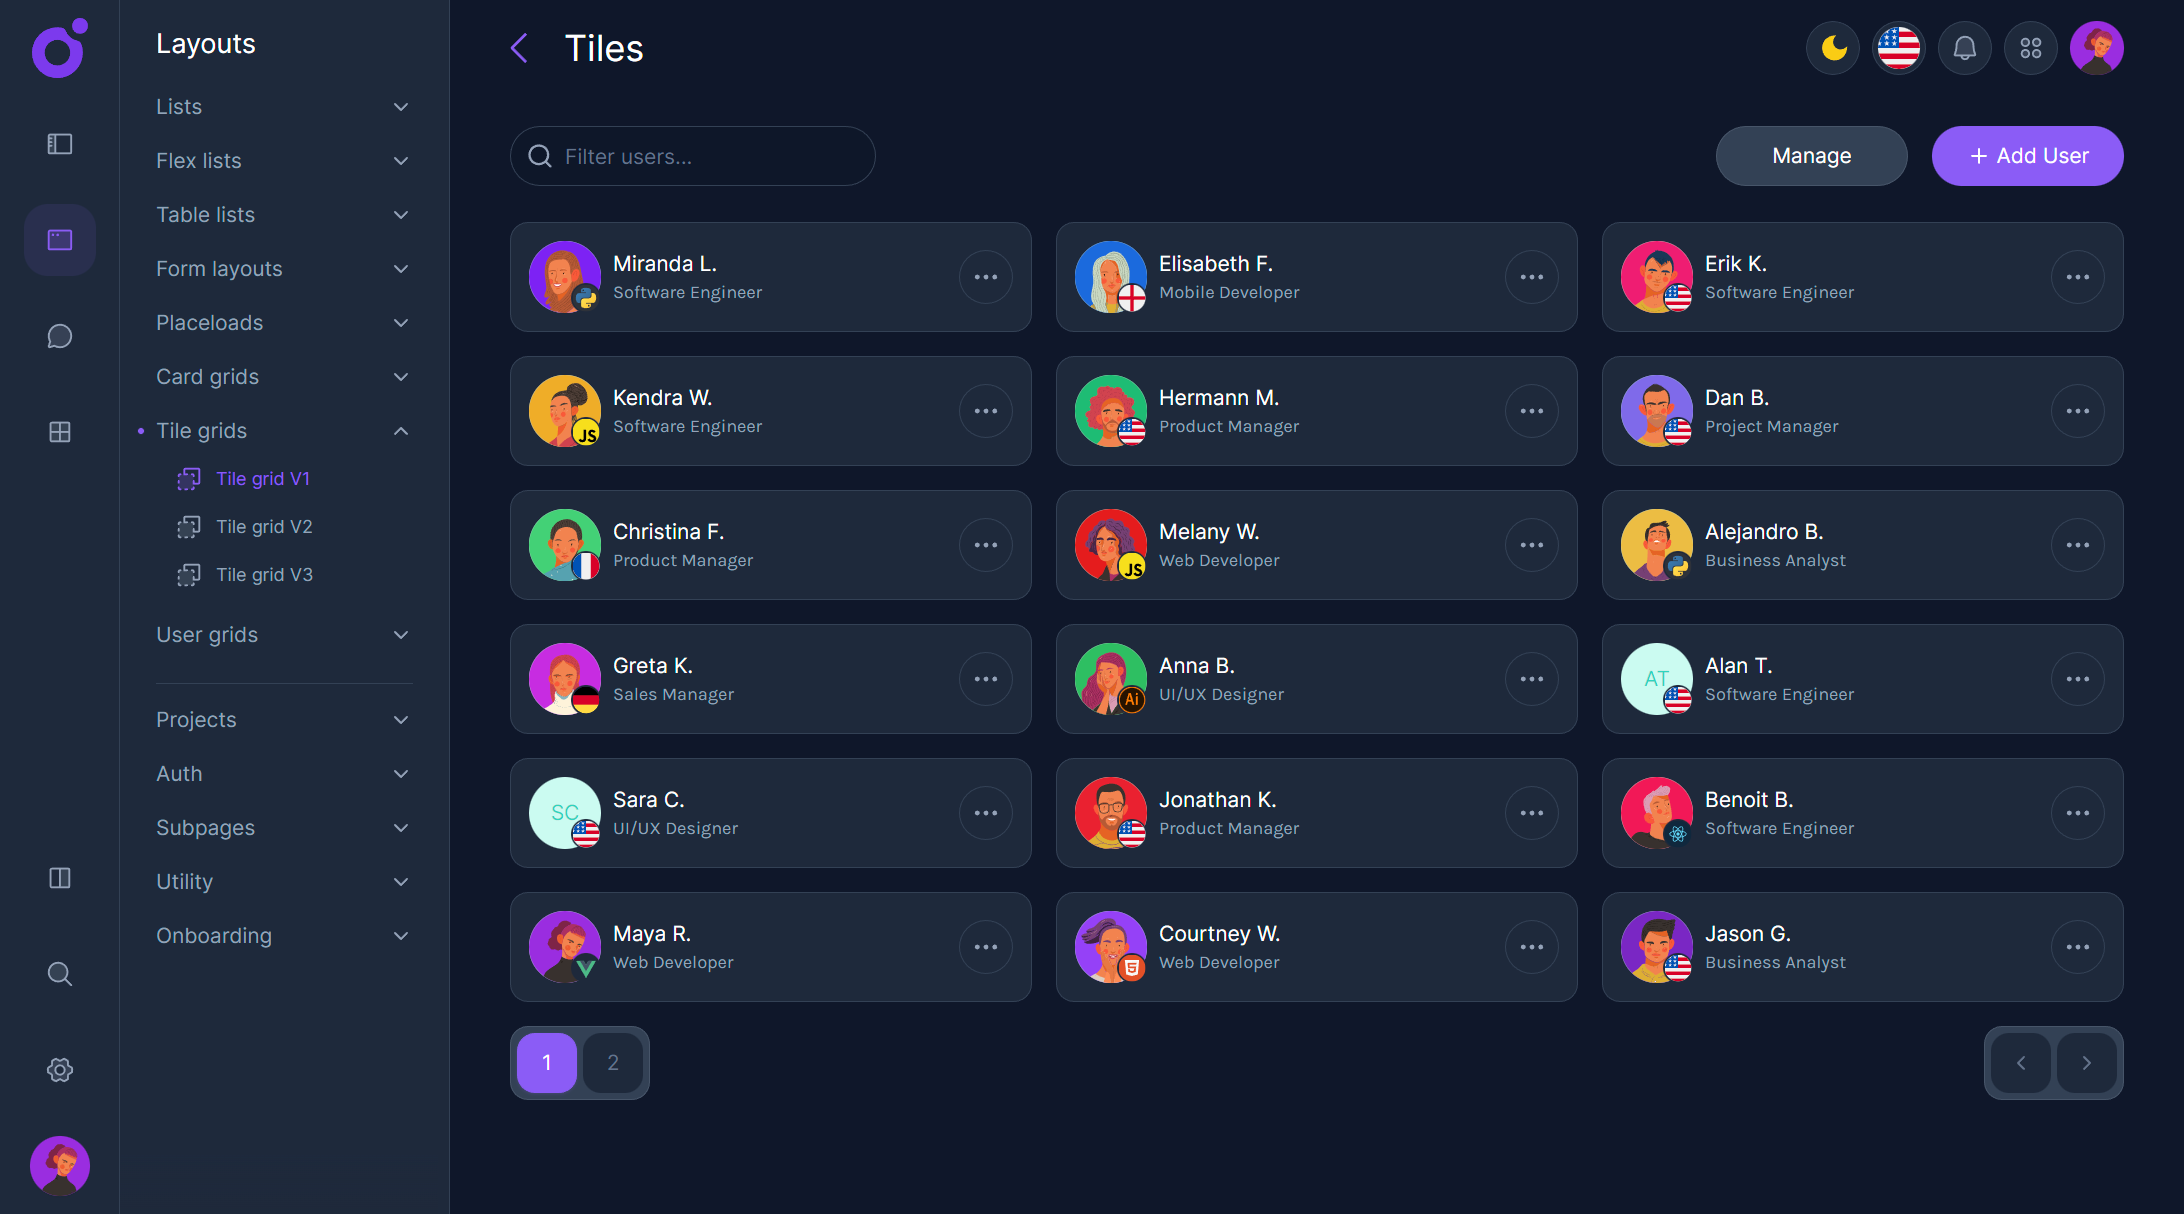 Layouts
Lists
Flex lists
Table lists
Form layouts
Placeloads
Card grids
Tile grids
Tile grid V1
Tile grid V2
Tile grid V3
User grids
Projects
Auth
Subpages
Utility
Onboarding
Tiles
Filter users...
Manage
+ Add User
Miranda L.
Software Engineer
Elisabeth F.
Mobile Developer
Erik K.
Software Engineer
Kendra W.
Software Engineer
JS
Hermann M.
Product Manager
Dan B.
Project Manager
Christina F.
Product Manager
Melany W.
Web Developer
JS
Alejandro B.
Business Analyst
Greta K.
Sales Manager
Anna B.
UI/UX Designer
Ai
AT
Alan T.
Software Engineer
SC
Sara C.
UI/UX Designer
Jonathan K.
Product Manager
Benoit B.
Software Engineer
Maya R.
Web Developer
Courtney W.
Web Developer
5
Jason G.
Business Analyst
1
2